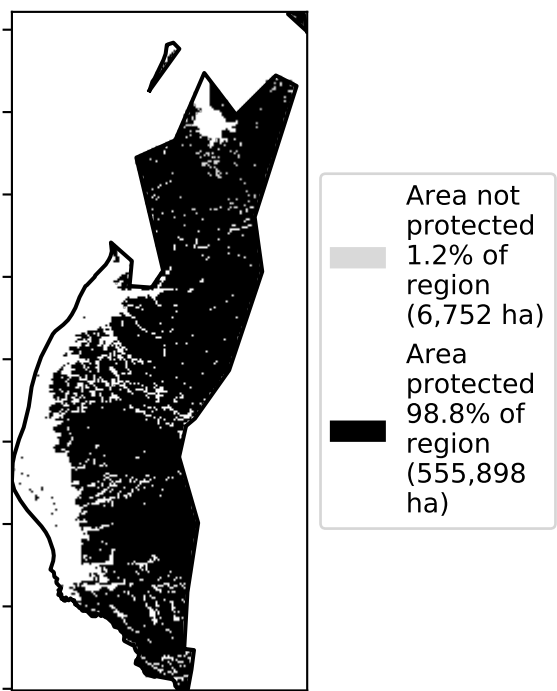 Area not
protected
1.2% of
region
(6,752 ha)
Area
protected
98.8% of
region
(555,898
ha)